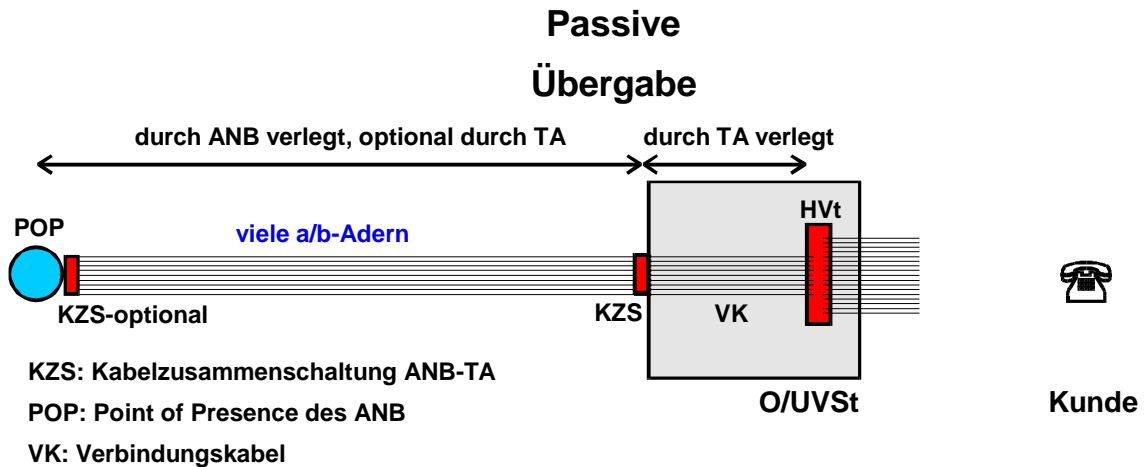 Passive
Übergabe
durch ANB verlegt, optional durch TA
durch TA verlegt
POP
viele a/b-Adern
HVt
KZS-optional
KZS
VK
KZS: Kabelzusammenschaltung ANB-TA
POP: Point of Presence des ANB
O/UVSt
Kunde
VK: Verbindungskabel